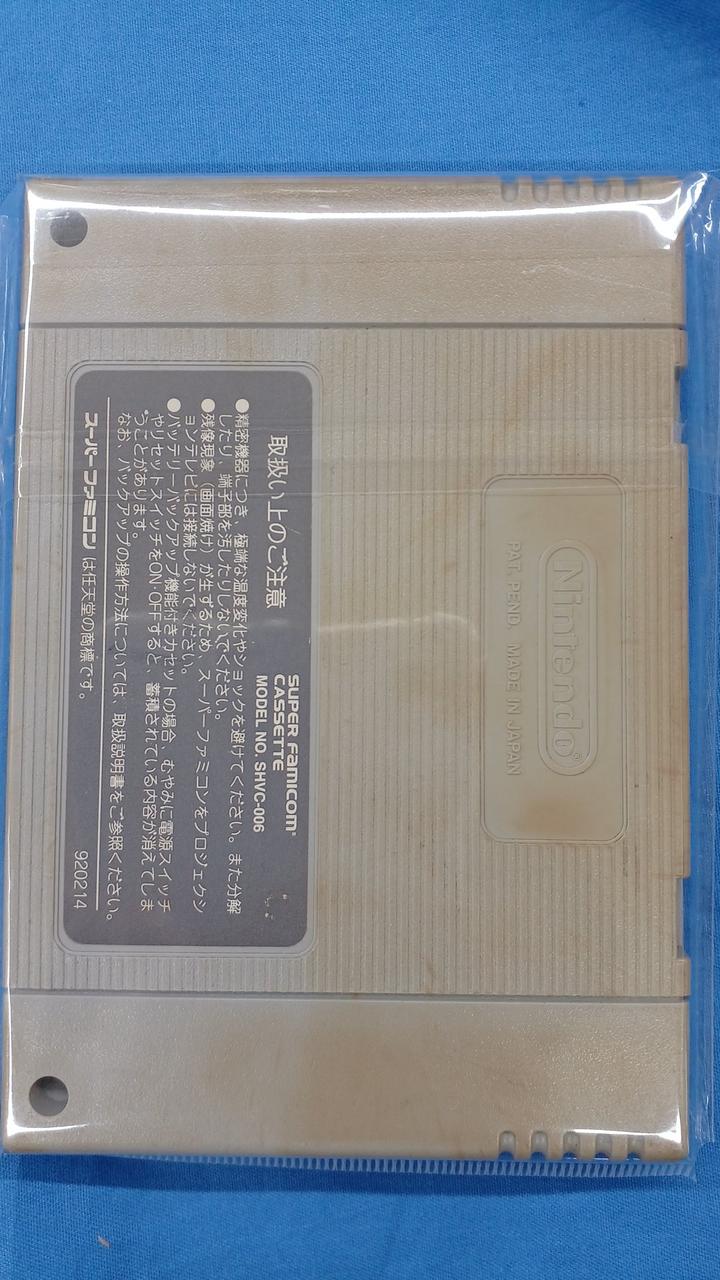 Nintendo®
PAT. PEND. MADE IN JAPAN
SUPER FAMICOM®
CASSETTE
MODEL NO. SHVC-006
取扱い上のご注意
●精密機器につき、極端な温度変化やショックを避けてください。また分解
したり、端子部を汚したりしないでください。
●残像現象(画面焼け)が生ずるため、スーパーファミコンをプロジェクシ
ョンテレビには接続しないでください。
●バッテリーバックアップ機能付きカセットの場合、むやみに電源スイッチ
やリセットスイッチをON・OFFすると、蓄積されている内容が消えてしま
うことがあります。
なお、バックアップの操作方法については、取扱説明書をご参照ください。
スーパーファミコン は任天堂の商標です。
920214